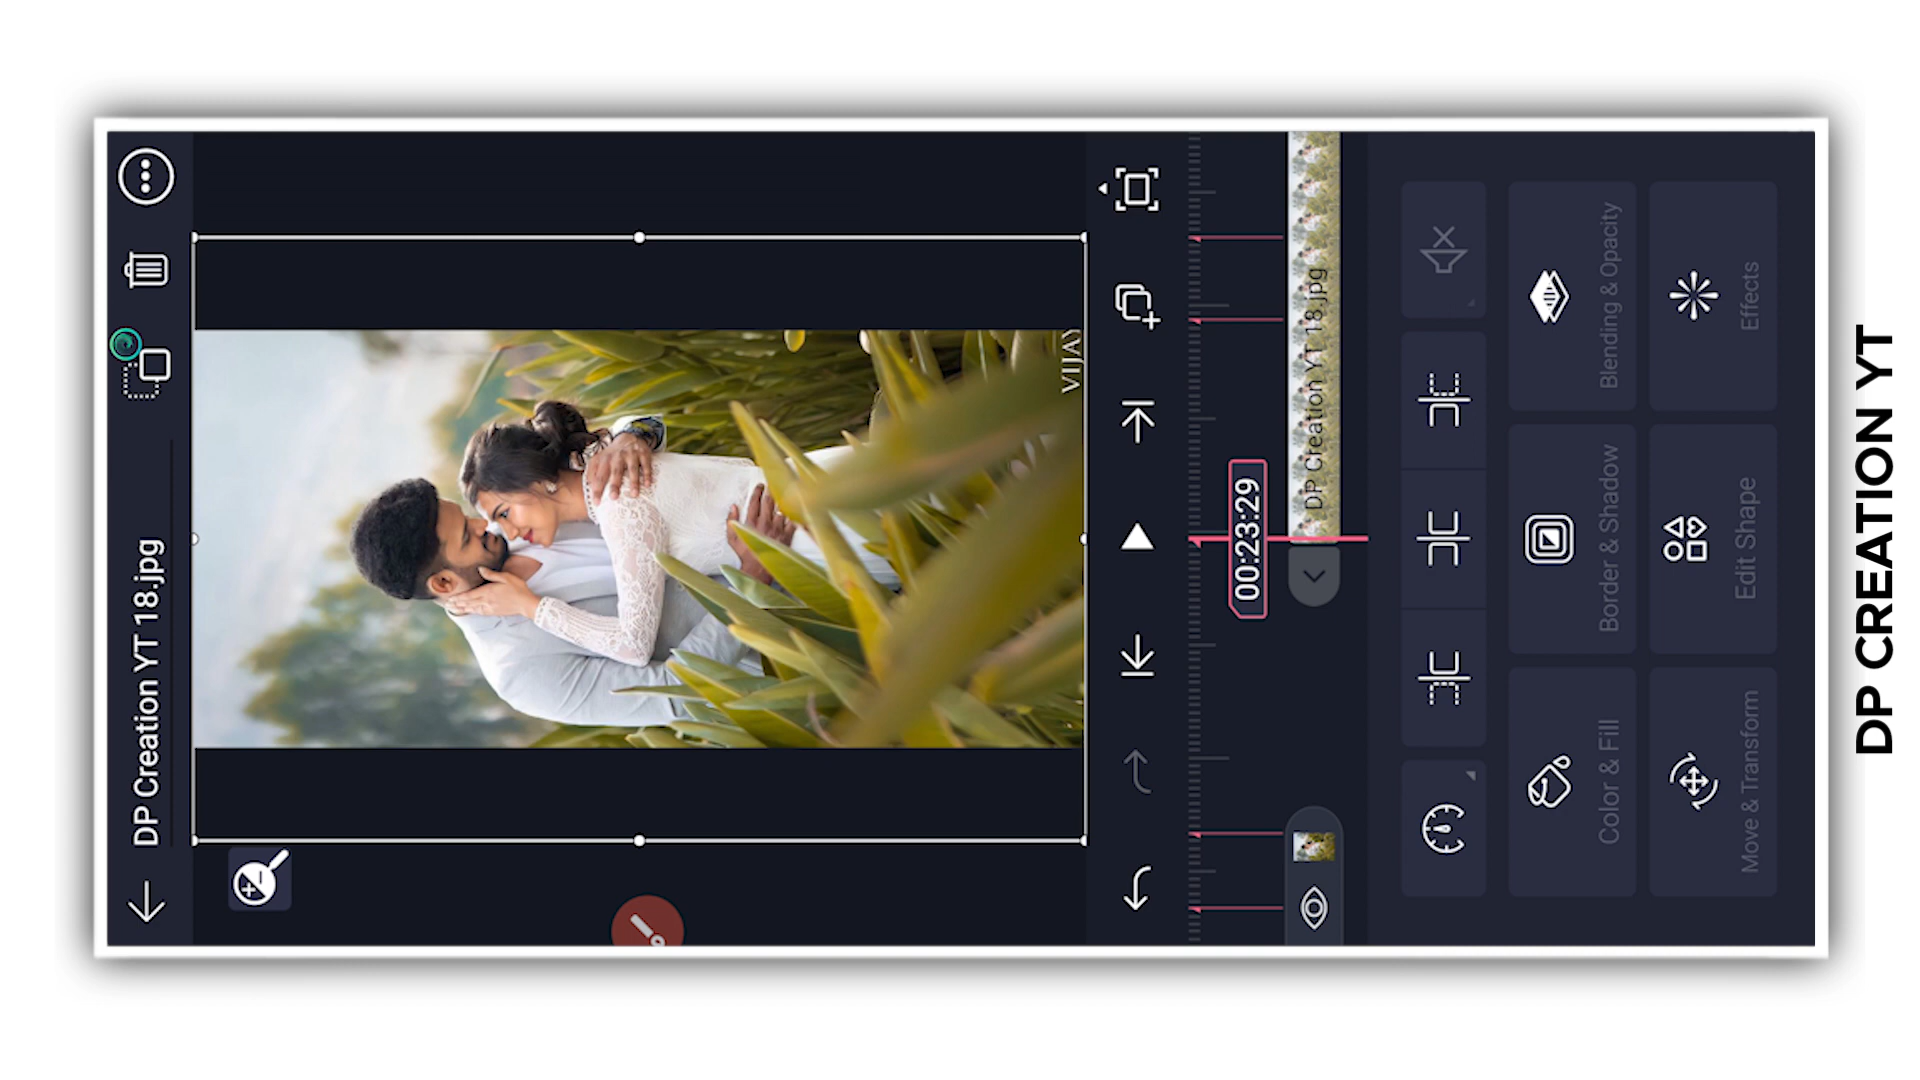 DP Creation YT 18.jpg
VIJAY
00:23:29
DP Creation YT 18.jpg
Color & Fill
Border & Shadow
Blending & Opacity
Move & Transform
Edit Shape
Effects
DP CREATION YT